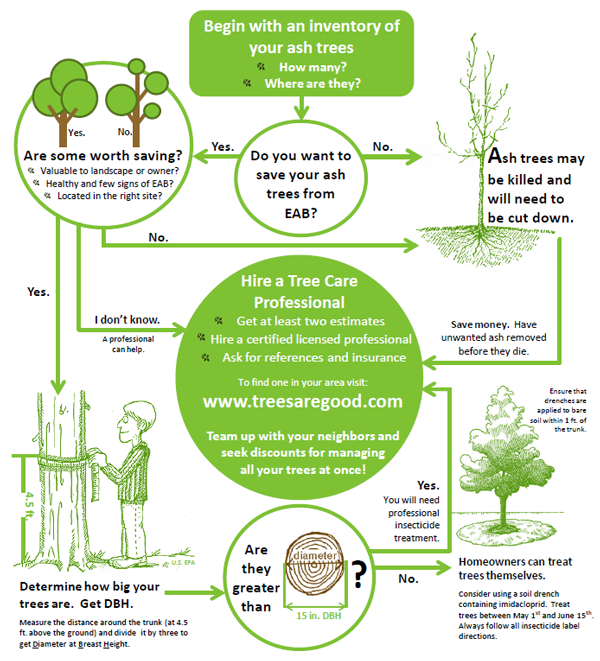 Begin with an inventory of
your ash trees
How many?
Where are they?
Yes.
No.
Are some worth saving?
Valuable to landscape or owner?
Healthy and few signs of EAB?
Located in the right site?
Yes.
Do you want to
save your ash
trees from
EAB?
No.
Ash trees may
be killed and
will need to
be cut down.
No.
Yes.
I don't know.
A professional
can help.
Hire a Tree Care
Professional
Get at least two estimates
Hire a certified licensed professional
Ask for references and insurance
To find one in your area visit:
www.treesaregood.com
Team up with your neighbors and
seek discounts for managing
all your trees at once!
Save money. Have
unwanted ash removed
before they die.
Ensure that
drenches are
applied to bare
soil within 1 ft. of
the trunk.
4.5 ft.
U.S. EPA
Determine how big your
trees are. Get DBH.
Measure the distance around the trunk (at 4.5
ft. above the ground) and divide it by three to
get Diameter at Breast Height.
Are
they
greater
than
diameter
15 in. DBH
?
Yes.
You will need
professional
insecticide
treatment.
No.
Homeowners can treat
trees themselves.
Consider using a soil drench
containing imidacloprid. Treat
trees between May 1st and June 15th.
Always follow all insecticide label
directions.